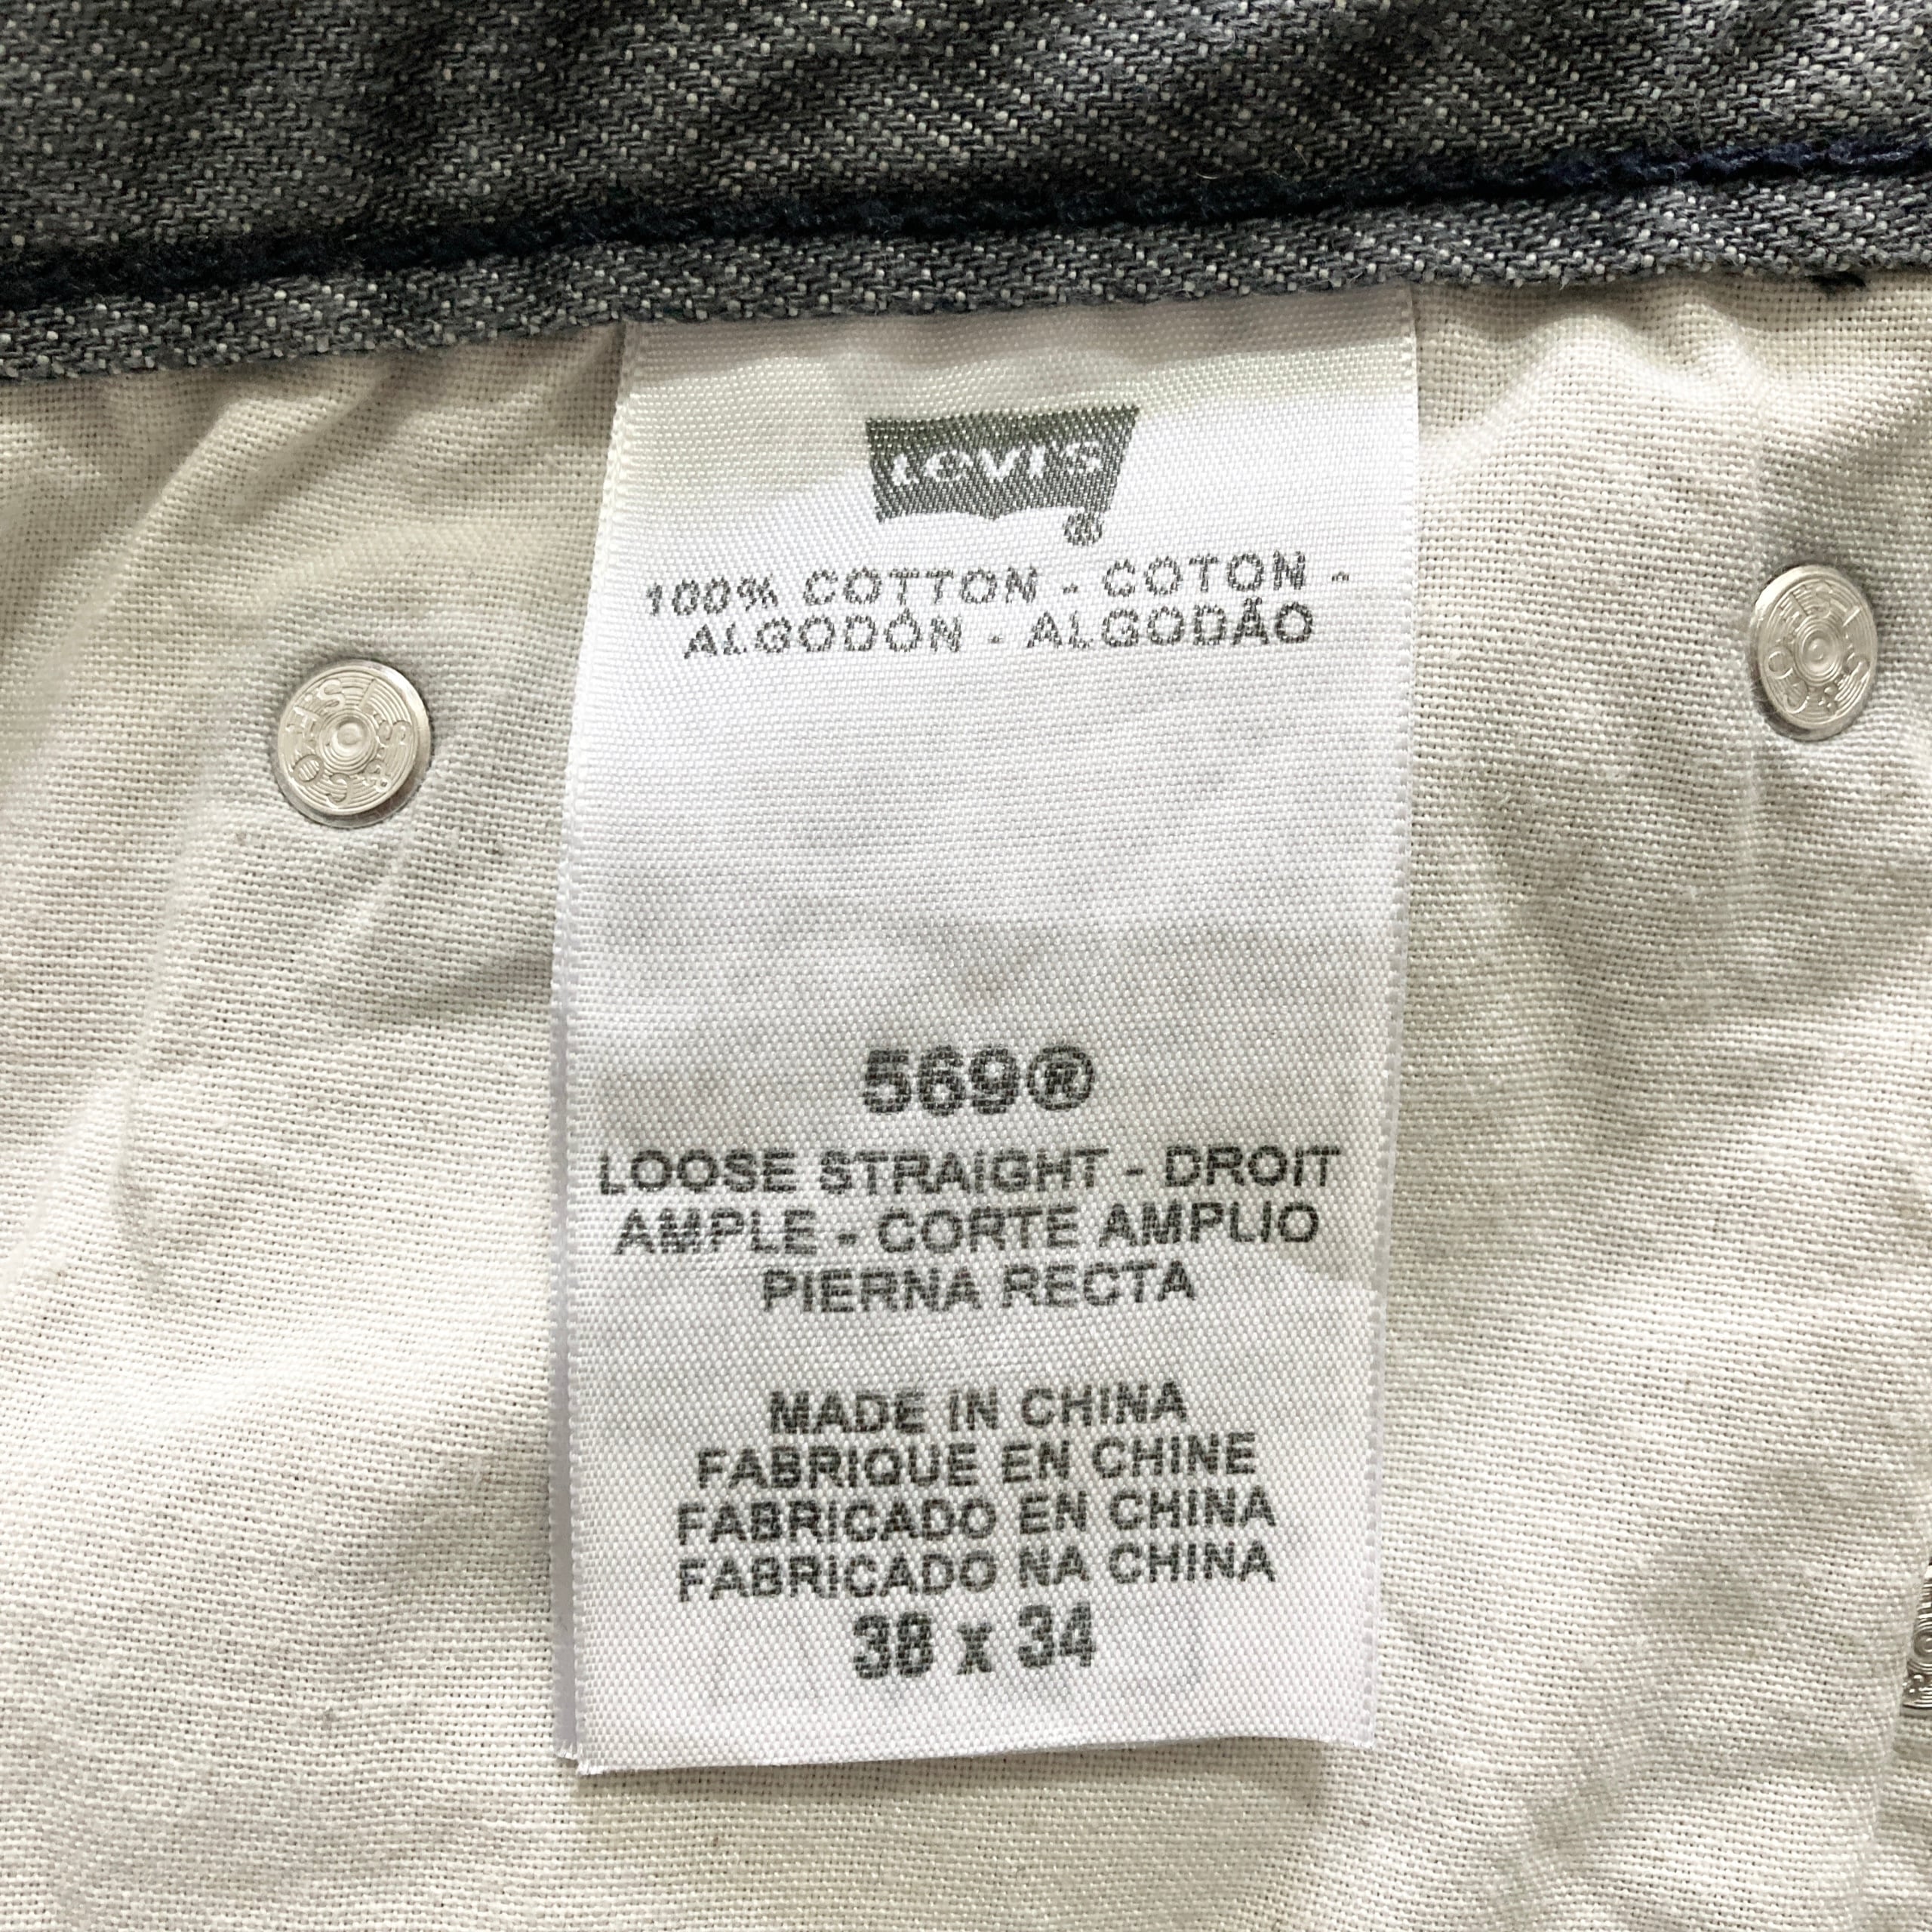 Levi's
®
100% COTTON - COTON -
ALGODÓN - ALGODÃO
569®
LOOSE STRAIGHT - DROIT
AMPLE - CORTE AMPLIO
PIERNA RECTA
MADE IN CHINA
FABRIQUE EN CHINE
FABRICADO EN CHINA
FABRICADO NA CHINA
38 x 34